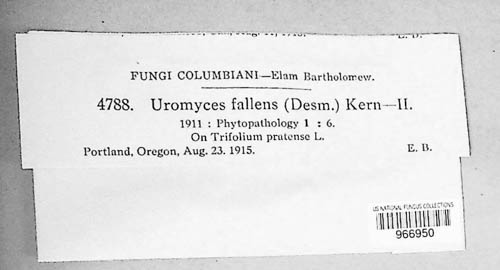 FUNGI COLUMBIANI—Elam Bartholomew.
4788. Uromyces fallens (Desm.) Kern—II.
1911 : Phytopathology 1 : 6.
On Trifolium pratense L.
Portland, Oregon, Aug. 23. 1915. E. B.
US NATIONAL FUNGUS COLLECTIONS
966950